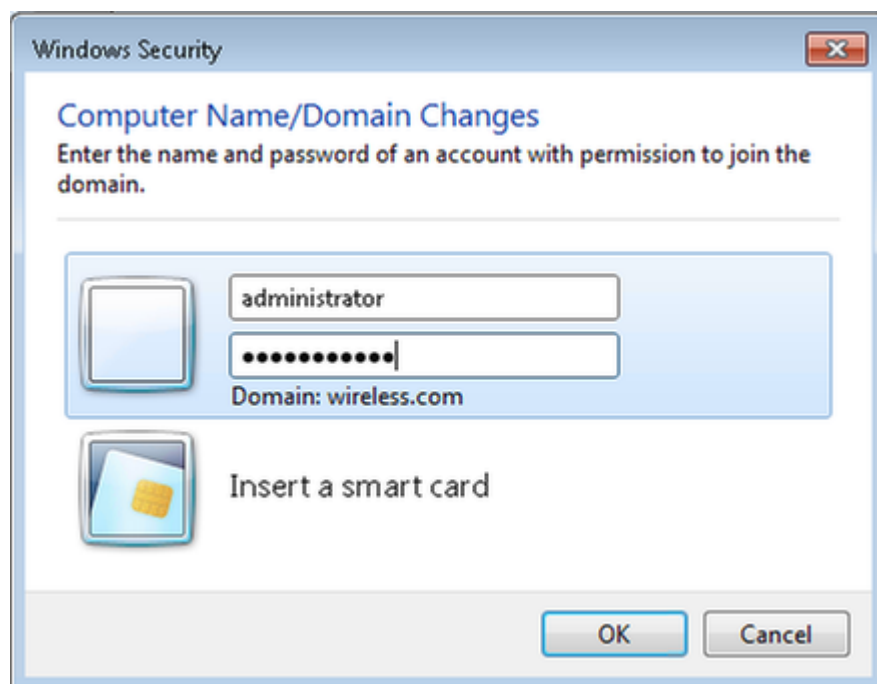 Windows Security
Computer Name/Domain Changes
Enter the name and password of an account with permission to join the
domain.
administrator
●●●●●●●●●●●
Domain: wireless.com
Insert a smart card
OK
Cancel